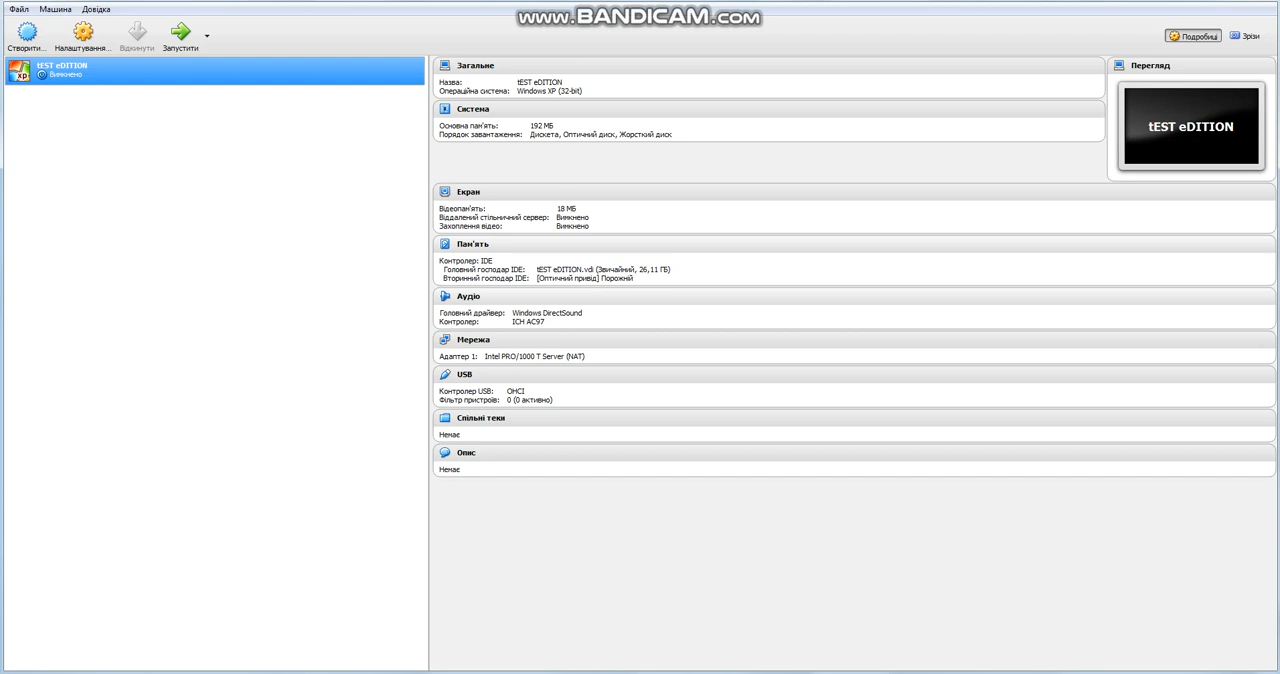 Файл Машина Довідка
www.BANDICAM.com
Створити... Налаштування... Відкинути Запустити
Подробиці Зрізи
tEST eDITION
Вимкнено
Загальне
Назва: tEST eDITION
Операційна система: Windows XP (32-bit)
Система
Основна пам'ять: 192 МБ
Порядок завантаження: Дискета, Оптичний диск, Жорсткий диск
Перегляд
tEST eDITION
Екран
Відеопам'ять: 18 МБ
Віддалений стільничний сервер: Вимкнено
Захоплення відео: Вимкнено
Пам'ять
Контролер: IDE
Головний господар IDE: tEST eDITION.vdi (Звичайний, 26,11 ГБ)
Вторинний господар IDE: [Оптичний привід] Порожній
Аудіо
Головний драйвер: Windows DirectSound
Контролер: ICH AC97
Мережа
Адаптер 1: Intel PRO/1000 T Server (NAT)
USB
Контролер USB: OHCI
Фільтр пристроїв: 0 (0 активно)
Спільні теки
Немає
Опис
Немає